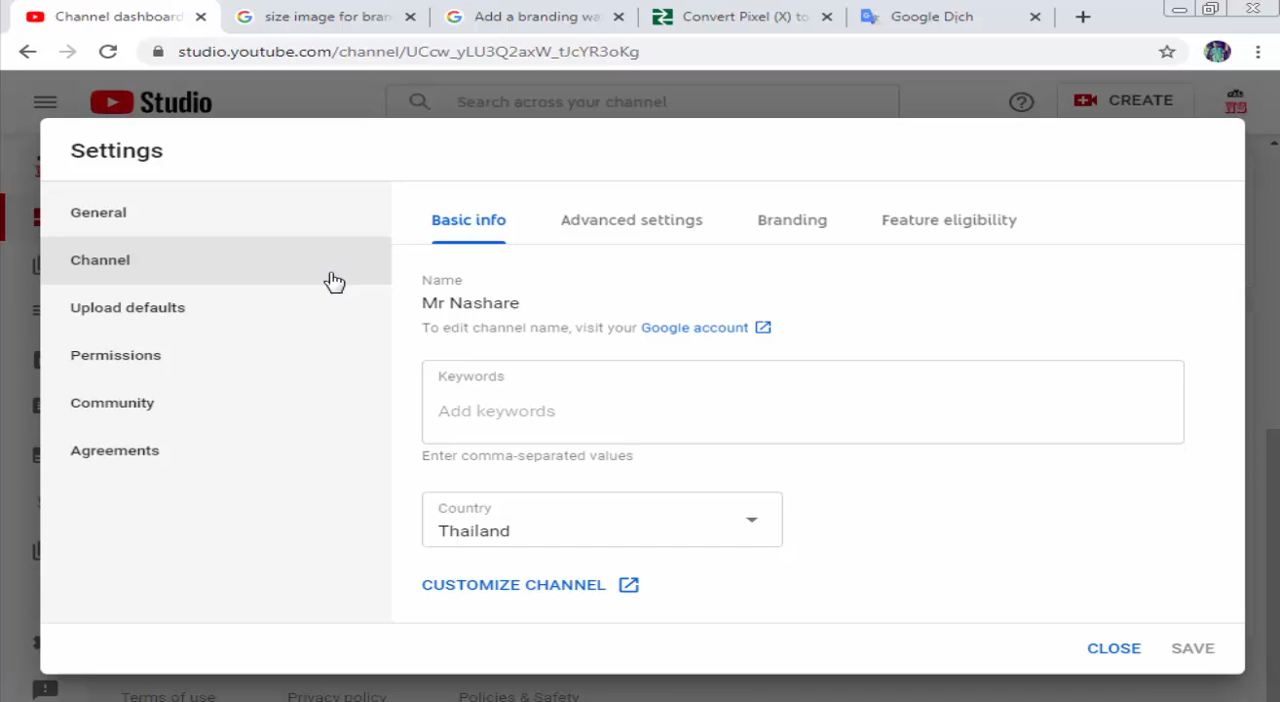 Channel dashboard
size image for bran
Add a branding wa
Convert Pixel (X) to
Google Dịch
studio.youtube.com/channel/UCcw_yLU3Q2axW_tJcYR3oKg
Studio
Search across your channel
CREATE
Settings
General
Channel
Upload defaults
Permissions
Community
Agreements
Basic info
Advanced settings
Branding
Feature eligibility
Name
Mr Nashare
To edit channel name, visit your Google account
Keywords
Add keywords
Enter comma-separated values
Country
Thailand
CUSTOMIZE CHANNEL
CLOSE
SAVE
Terms of use
Privacy policy
Policies & Safety